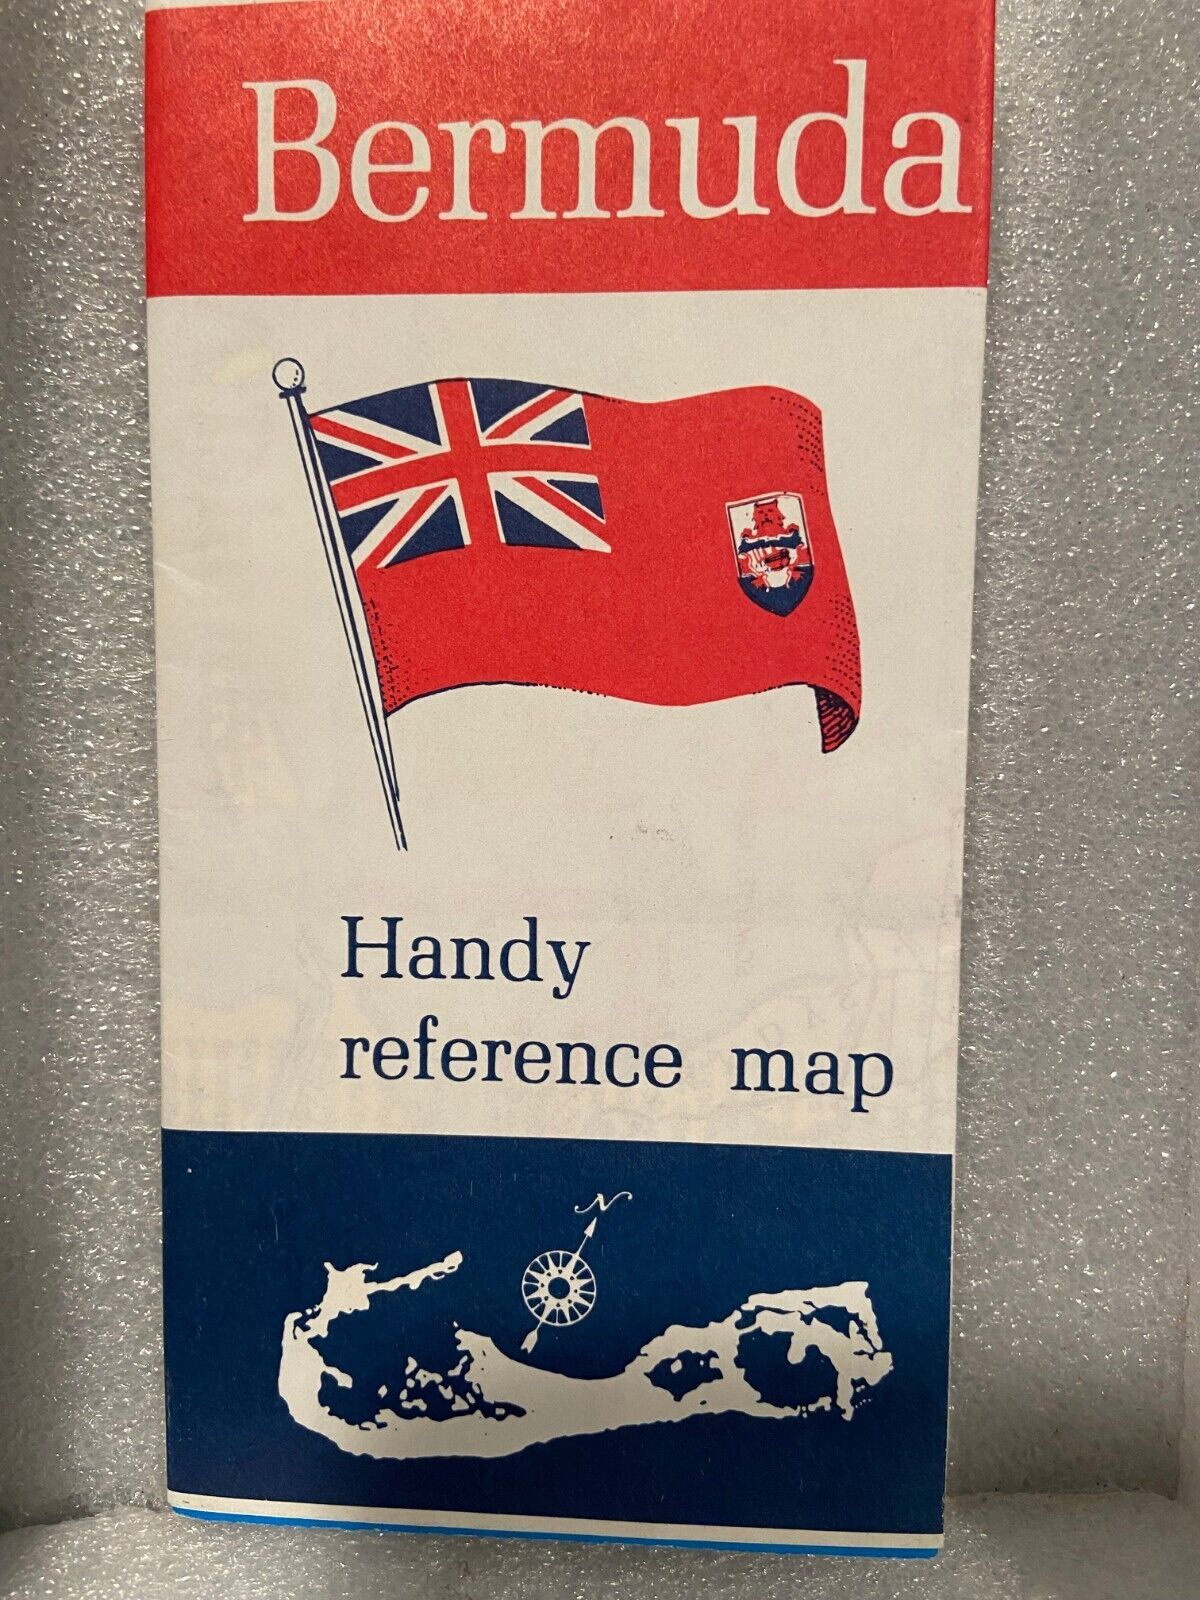 Bermuda
Handy
reference map
N